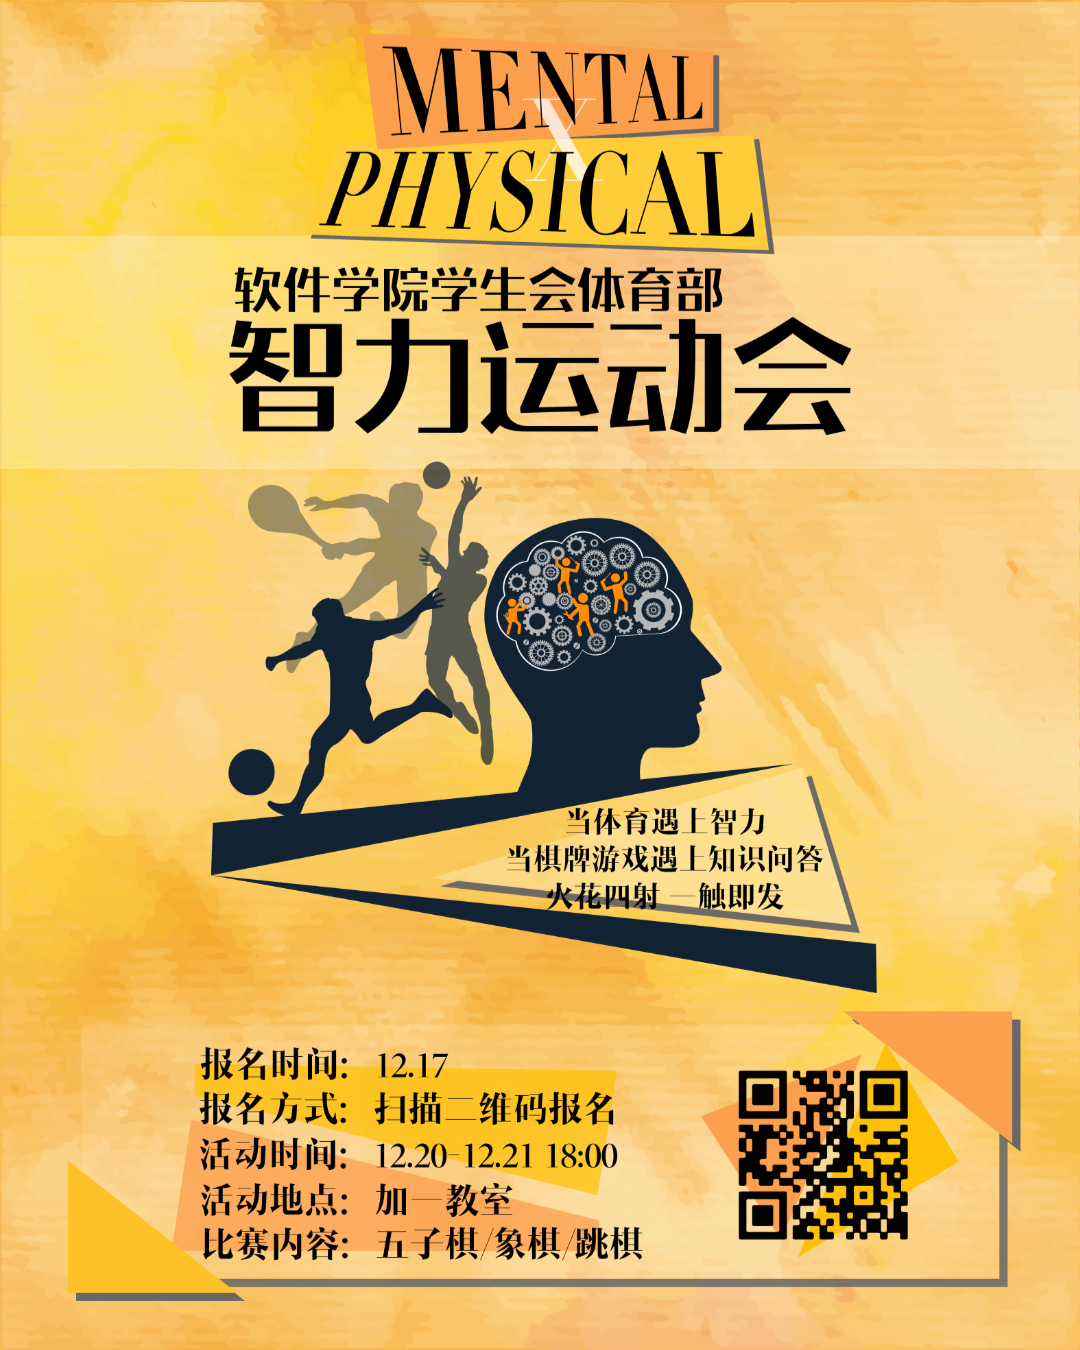 MENTAL
X
PHYSICAL
软件学院学生会体育部
智力运动会
当体育遇上智力
当棋牌游戏遇上知识问答
火花四射 一触即发
报名时间： 12.17
报名方式： 扫描二维码报名
活动时间： 12.20-12.21 18:00
活动地点： 加一教室
比赛内容： 五子棋/象棋/跳棋